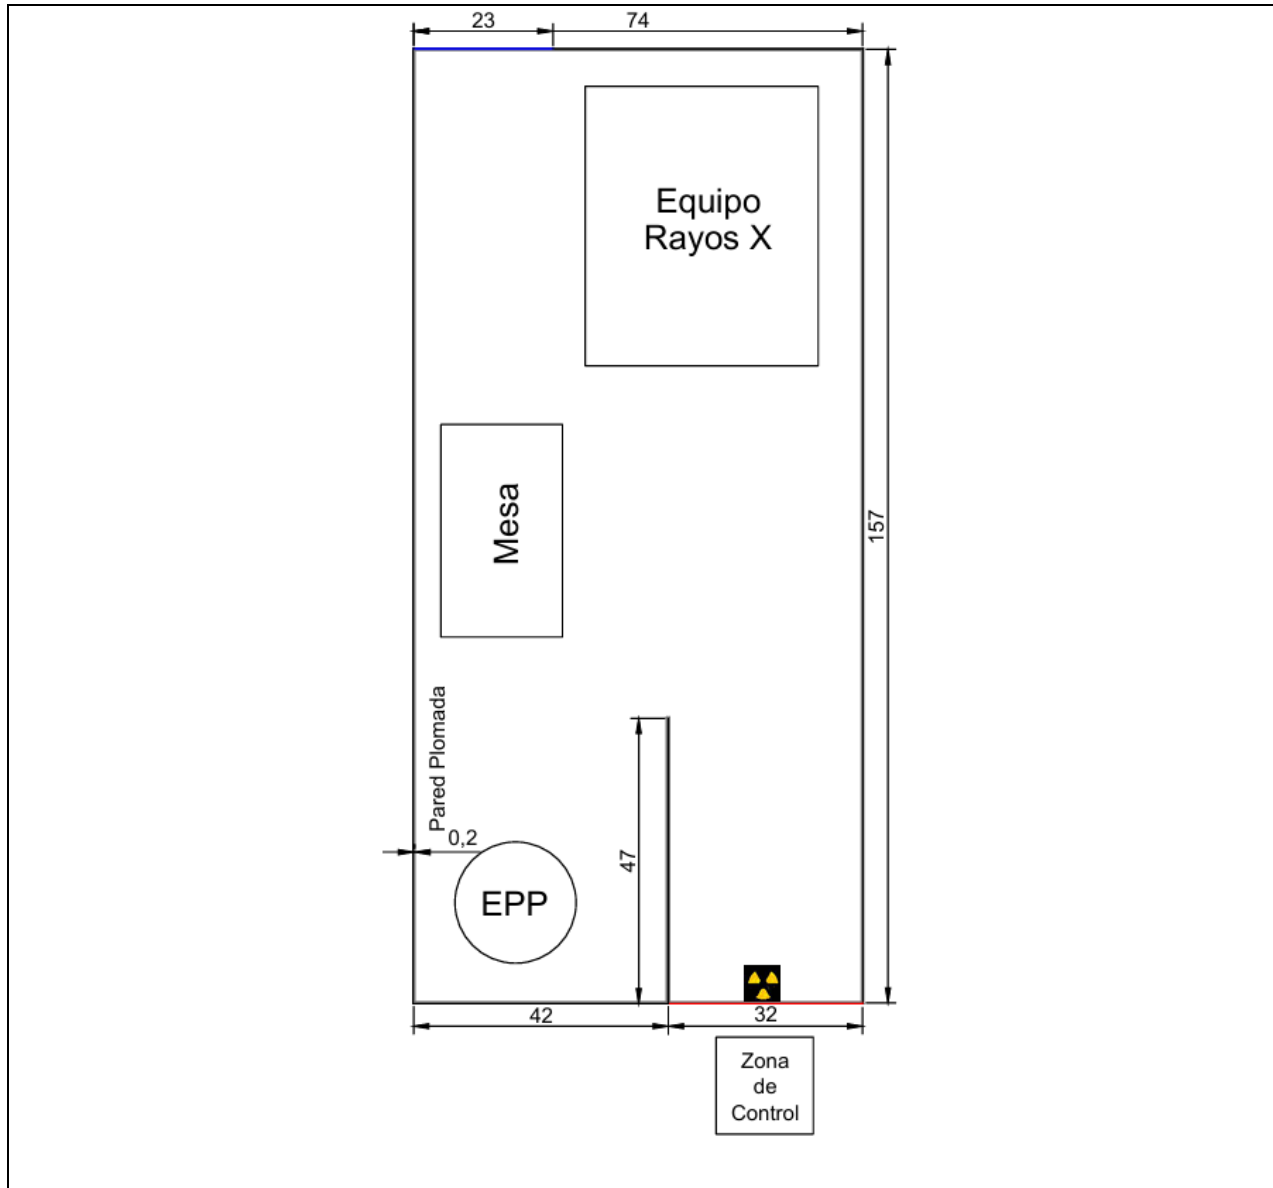 23
74
Equipo
Rayos X
157
Mesa
Pared Plomada
0,2
47
EPP
42
32
Zona
de
Control